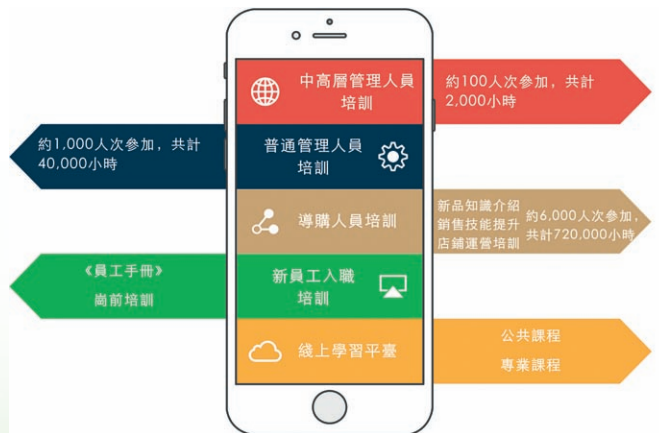 中高層管理人員
培訓
約100人次參加，共計
2,000小時
約1,000人次參加，共計
40,000小時
普通管理人員
培訓
導購人員培訓
新品知識介紹
銷售技能提升
店鋪運營培訓
約6,000人次參加，
共計720,000小時
《員工手冊》
崗前培訓
新員工入職
培訓
綫上學習平臺
公共課程
專業課程